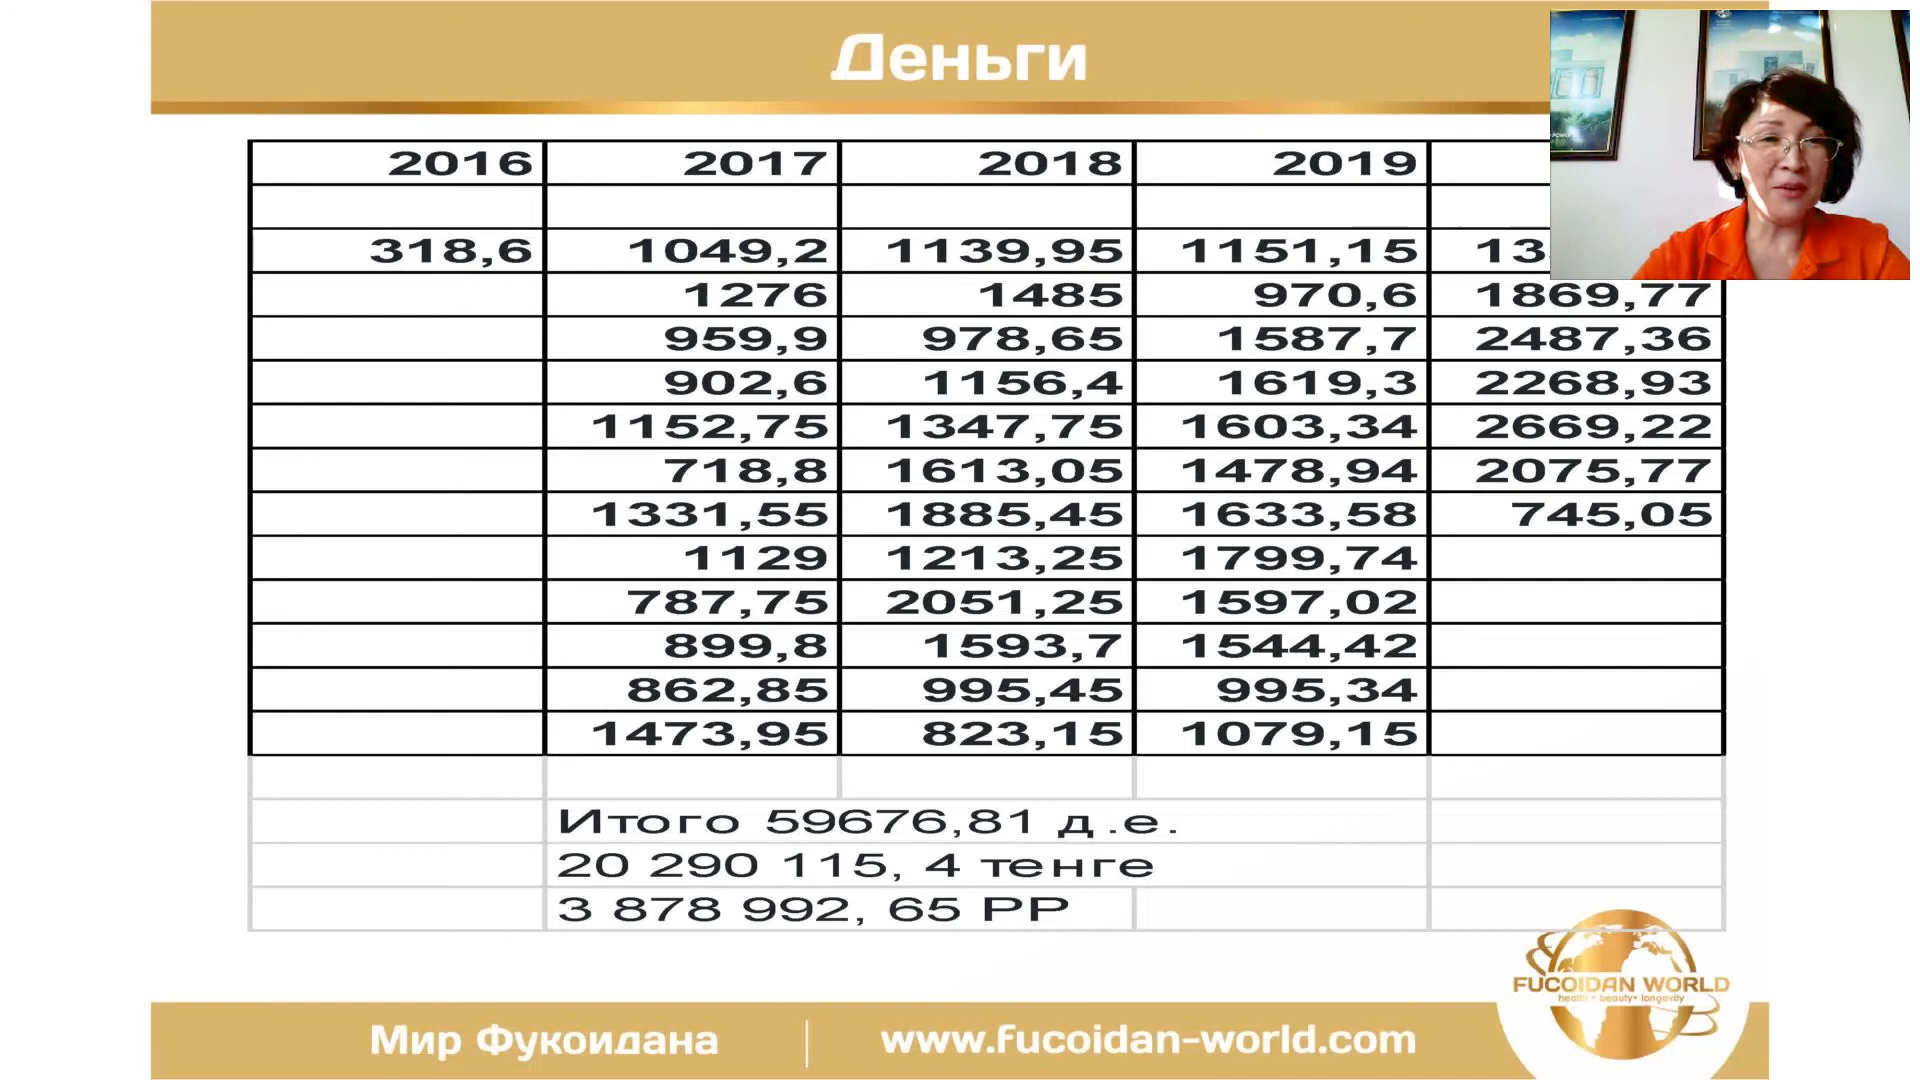 Деньги
2016 2017 2018 2019
318,6 1049,2 1139,95 1151,15 13
1276 1485 970,6 1869,77
959,9 978,65 1587,7 2487,36
902,6 1156,4 1619,3 2268,93
1152,75 1347,75 1603,34 2669,22
718,8 1613,05 1478,94 2075,77
1331,55 1885,45 1633,58 745,05
1129 1213,25 1799,74
787,75 2051,25 1597,02
899,8 1593,7 1544,42
862,85 995,45 995,34
1473,95 823,15 1079,15
Итого 59676,81 д.е.
20 290 115, 4 тенге
3 878 992, 65 РР
FUCOIDAN WORLD
health • beauty • longevity
Мир Фукоидана
www.fucoidan-world.com